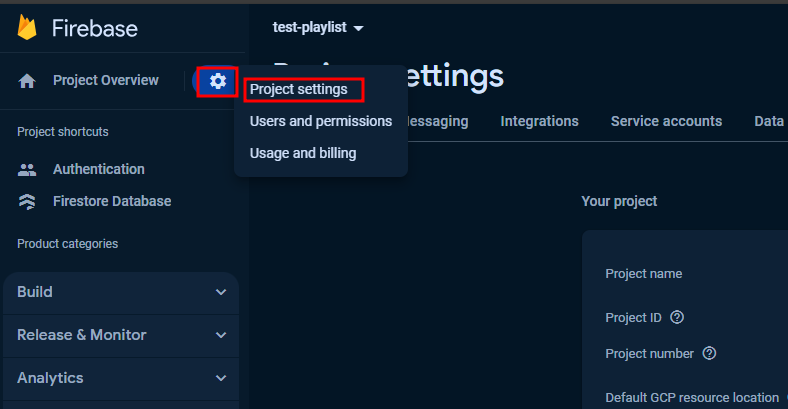 Firebase
test-playlist
Project Overview
Project settings
Users and permissions
Usage and billing
ettings
essaging
Integrations
Service accounts
Data
Project shortcuts
Authentication
Firestore Database
Product categories
Build
Release & Monitor
Analytics
Your project
Project name
Project ID
Project number
Default GCP resource location